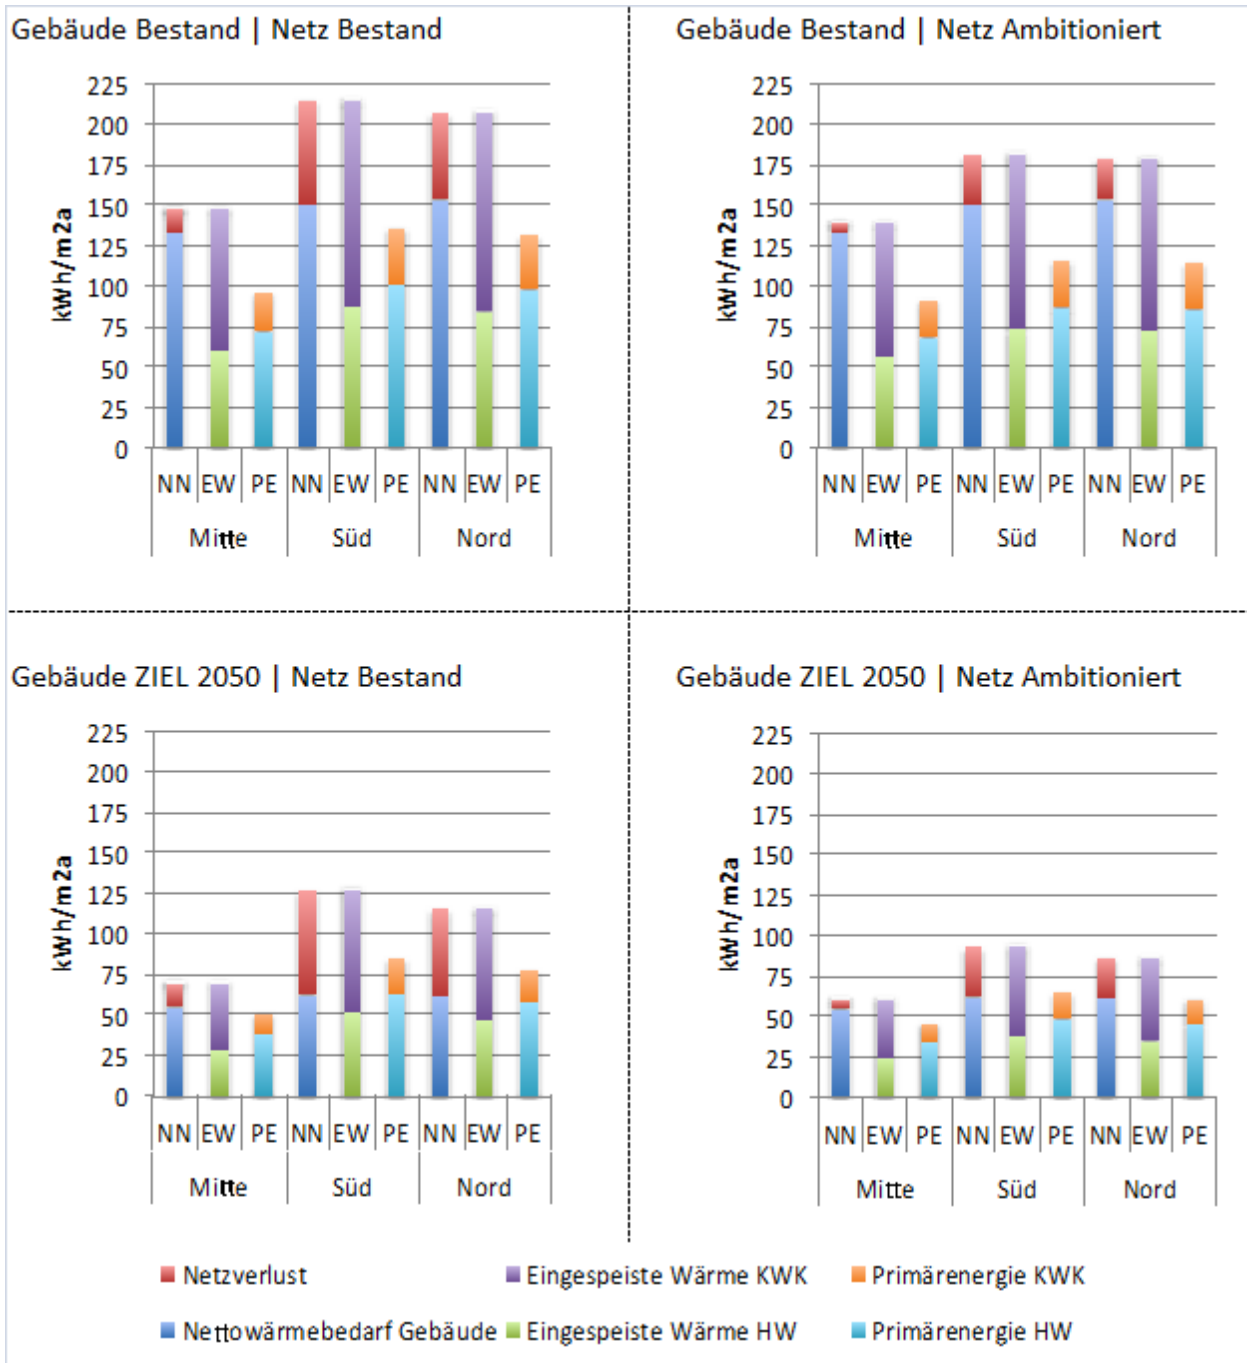 Gebäude Bestand | Netz Bestand
225
200
175
150
125
100
75
50
25
0
kWh/m2a
NN EW PE NN EW PE NN EW PE
Mitte Süd Nord
Gebäude Bestand | Netz Ambitioniert
225
200
175
150
125
100
75
50
25
0
kWh/m2a
NN EW PE NN EW PE NN EW PE
Mitte Süd Nord
Gebäude ZIEL 2050 | Netz Bestand
225
200
175
150
125
100
75
50
25
0
kWh/m2a
NN EW PE NN EW PE NN EW PE
Mitte Süd Nord
Gebäude ZIEL 2050 | Netz Ambitioniert
225
200
175
150
125
100
75
50
25
0
kWh/m2a
NN EW PE NN EW PE NN EW PE
Mitte Süd Nord
Netzverlust Eingespeiste Wärme KWK Primärenergie KWK
Nettowärmebedarf Gebäude Eingespeiste Wärme HW Primärenergie HW